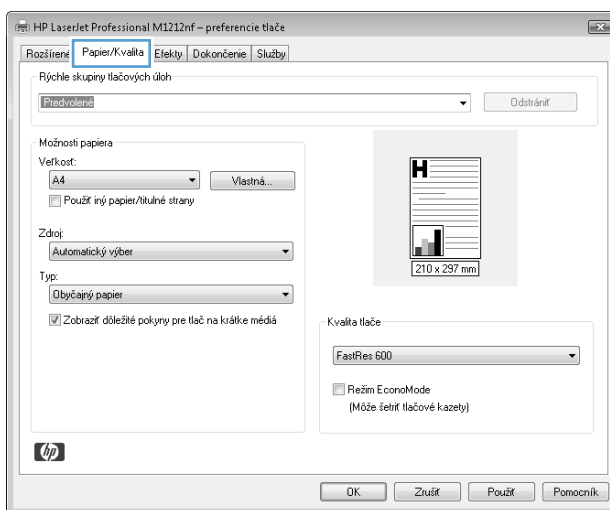 HP LaserJet Professional M1212nf – preferencie tlače
Rozšírené Papier/Kvalita Efekty Dokončenie Služby
Rýchle skupiny tlačových úloh
Predvolené Odstrániť
Možnosti papiera
Veľkosť:
A4 Vlastná...
Použiť iný papier/titulné strany
Zdroj:
Automatický výber
Typ:
Obyčajný papier
Zobraziť dôležité pokyny pre tlač na krátke médiá
H
210 x 297 mm
Kvalita tlače
FastRes 600
Režim EconoMode
(Môže šetriť tlačové kazety)
hp
OK Zrušiť Použiť Pomocník